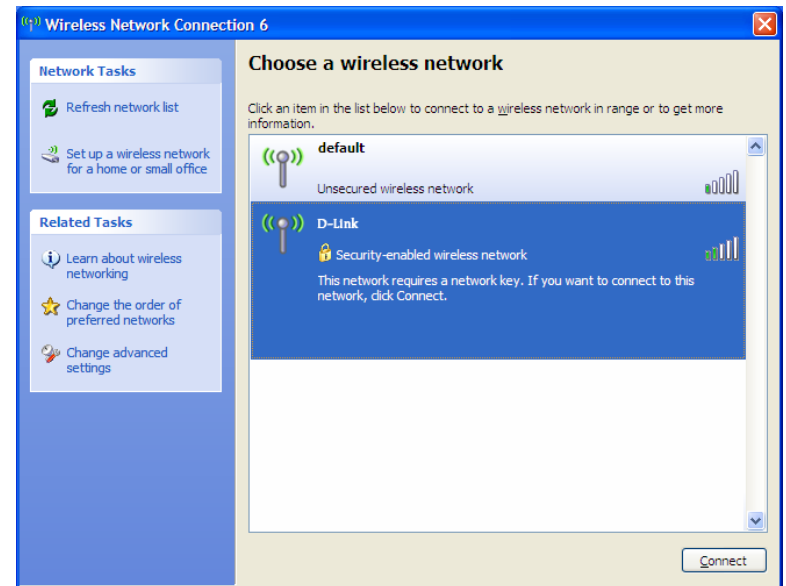 Wireless Network Connection 6
Network Tasks
Refresh network list
Set up a wireless network
for a home or small office
Related Tasks
Learn about wireless
networking
Change the order of
preferred networks
Change advanced
settings
Choose a wireless network
Click an item in the list below to connect to a wireless network in range or to get more
information.
default
Unsecured wireless network
D-Link
Security-enabled wireless network
This network requires a network key. If you want to connect to this
network, click Connect.
Connect